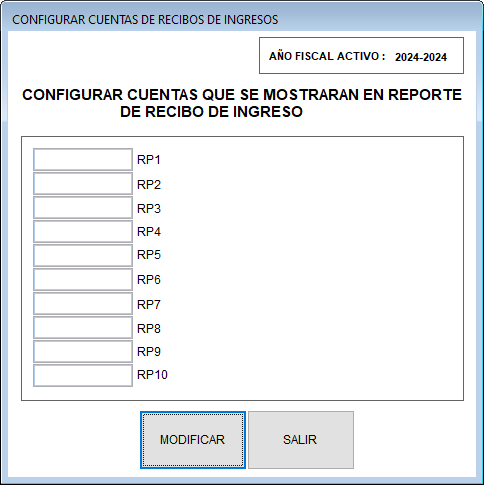 CONFIGURAR CUENTAS DE RECIBOS DE INGRESOS
AÑO FISCAL ACTIVO : 2024-2024
CONFIGURAR CUENTAS QUE SE MOSTRARAN EN REPORTE
DE RECIBO DE INGRESO
RP1
RP2
RP3
RP4
RP5
RP6
RP7
RP8
RP9
RP10
MODIFICAR SALIR